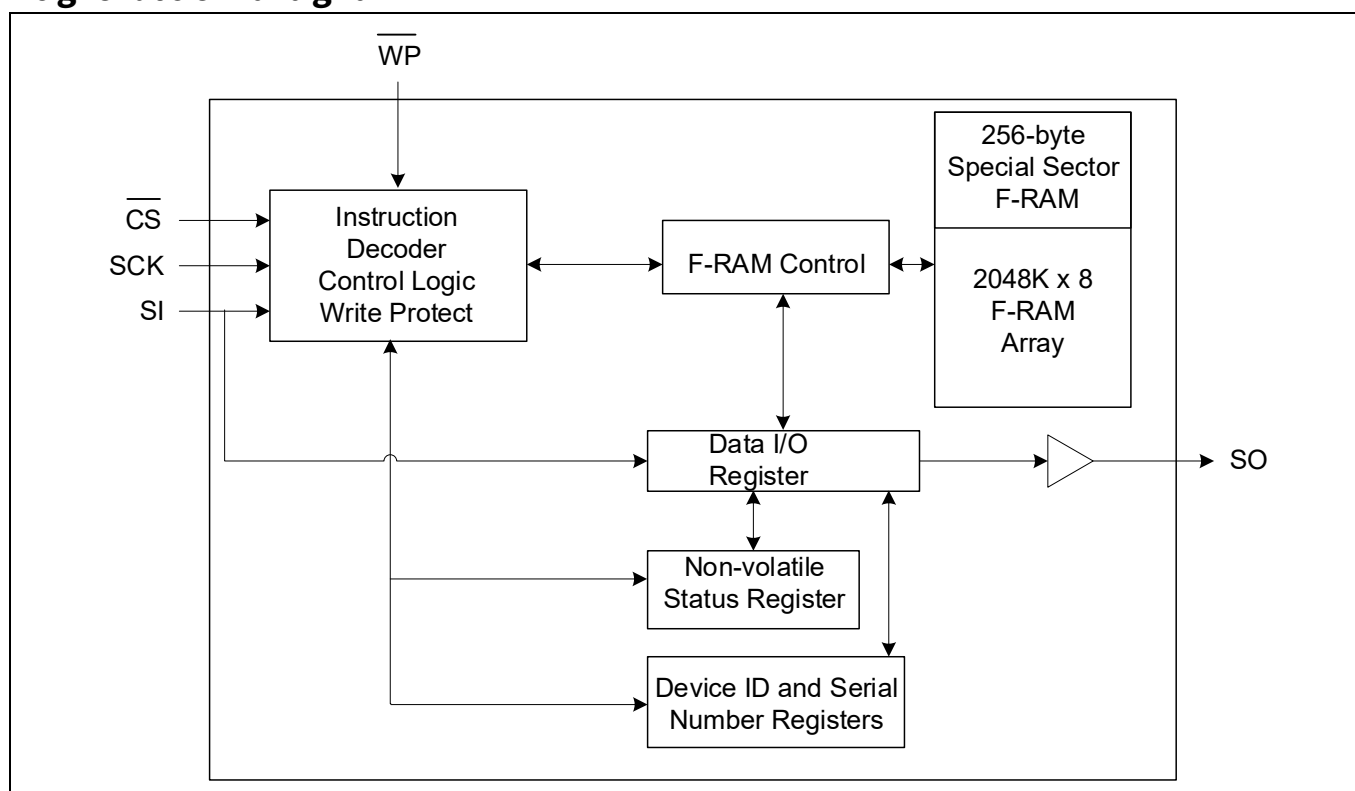 WP
256-byte
Special Sector
F-RAM
CS
SCK
SI
Instruction
Decoder
Control Logic
Write Protect
F-RAM Control
2048K x 8
F-RAM
Array
Data I/O
Register
SO
Non-volatile
Status Register
Device ID and Serial
Number Registers